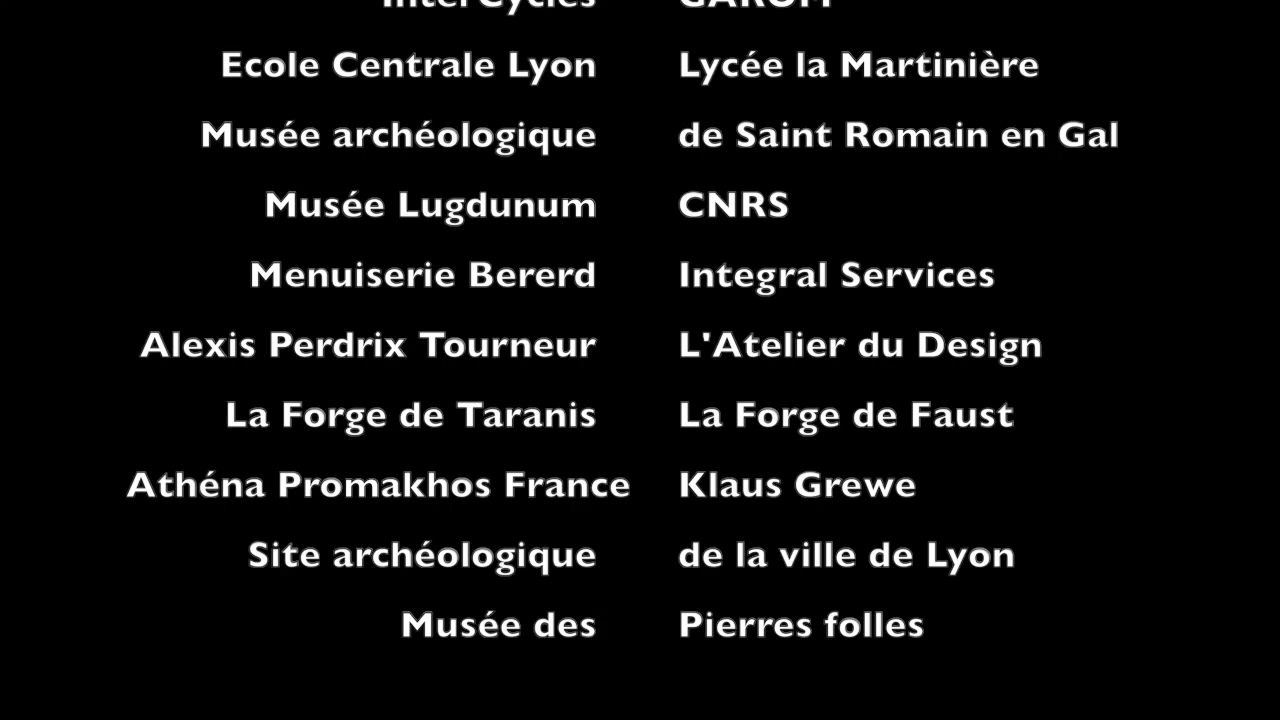 InterCycles GAROM
Ecole Centrale Lyon Lycée la Martinière
Musée archéologique de Saint Romain en Gal
Musée Lugdunum CNRS
Menuiserie Bererd Integral Services
Alexis Perdrix Tourneur L'Atelier du Design
La Forge de Taranis La Forge de Faust
Athéna Promakhos France Klaus Grewe
Site archéologique de la ville de Lyon
Musée des Pierres folles